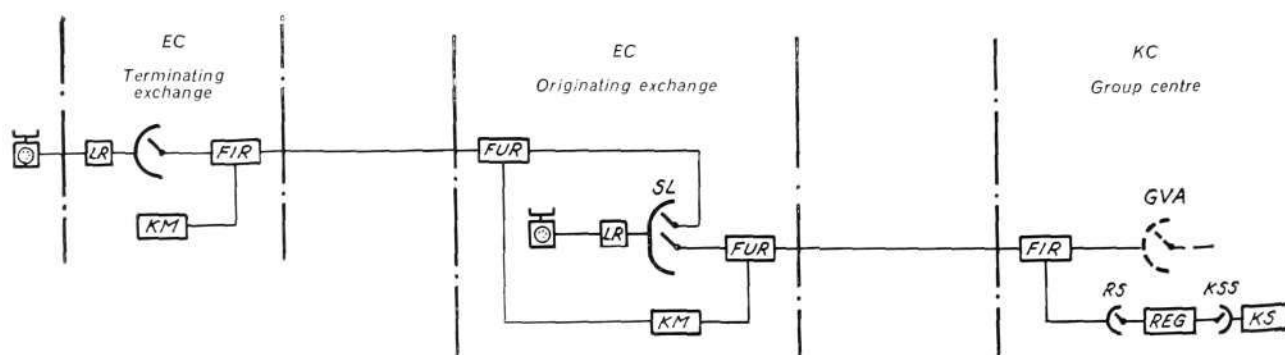 EC
Terminating
exchange
LR
FIR
KM
EC
Originating exchange
FUR
SL
LR
FUR
KM
KC
Group centre
GVA
FIR
RS
REG
KSS
KS